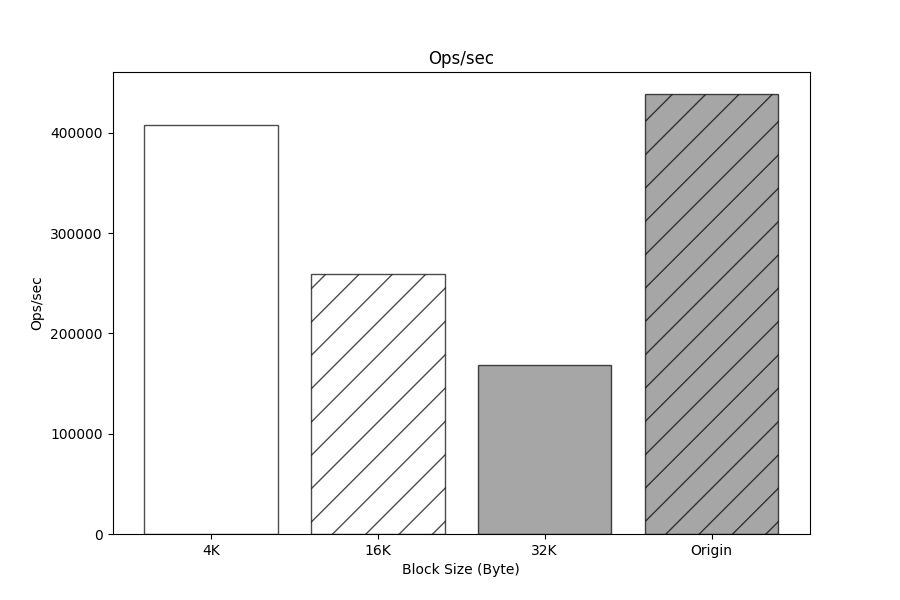 Ops/sec
400000
300000
200000
100000
0
Ops/sec
4K 16K 32K Origin
Block Size (Byte)